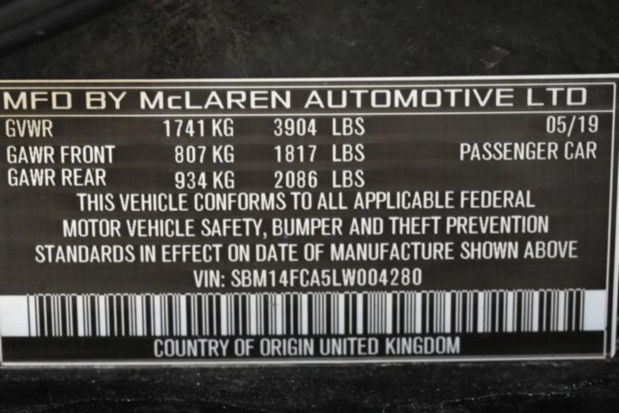 MFD BY McLAREN AUTOMOTIVE LTD
GVWR 1741 KG 3904 LBS 05/19
GAWR FRONT 807 KG 1817 LBS PASSENGER CAR
GAWR REAR 934 KG 2086 LBS
THIS VEHICLE CONFORMS TO ALL APPLICABLE FEDERAL
MOTOR VEHICLE SAFETY, BUMPER AND THEFT PREVENTION
STANDARDS IN EFFECT ON DATE OF MANUFACTURE SHOWN ABOVE
VIN: SBM14FCA5LW004280
COUNTRY OF ORIGIN UNITED KINGDOM